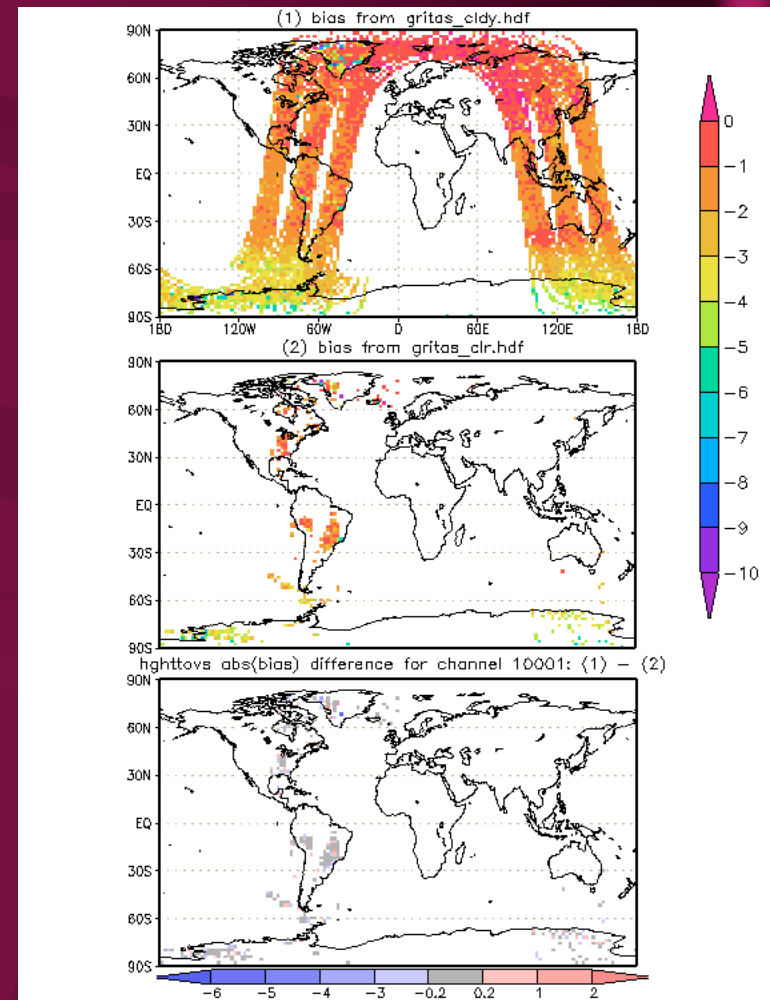 (1) bias from gritas_cldy.hdf
90N
60N
30N
EQ
30S
60S
90S
180 120W 60W 0 60E 120E 180
0
−1
−2
−3
−4
−5
−6
−7
−8
−9
−10
(2) bias from gritas_clr.hdf
90N
60N
30N
EQ
30S
60S
90S
hghttovs abs(bias) difference for channel 10001: (1) − (2)
90N
60N
30N
EQ
30S
60S
90S
−6 −5 −4 −3 −0.2 0.2 1 2